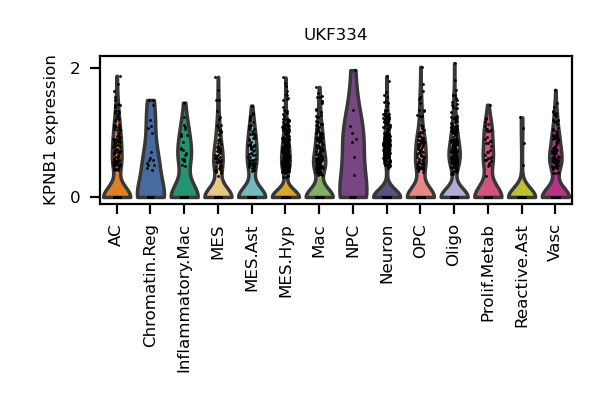 UKF334
KPNB1 expression
2
0
AC
Chromatin.Reg
Inflammatory.Mac
MES
MES.Ast
MES.Hyp
Mac
NPC
Neuron
OPC
Oligo
Prolif.Metab
Reactive.Ast
Vasc